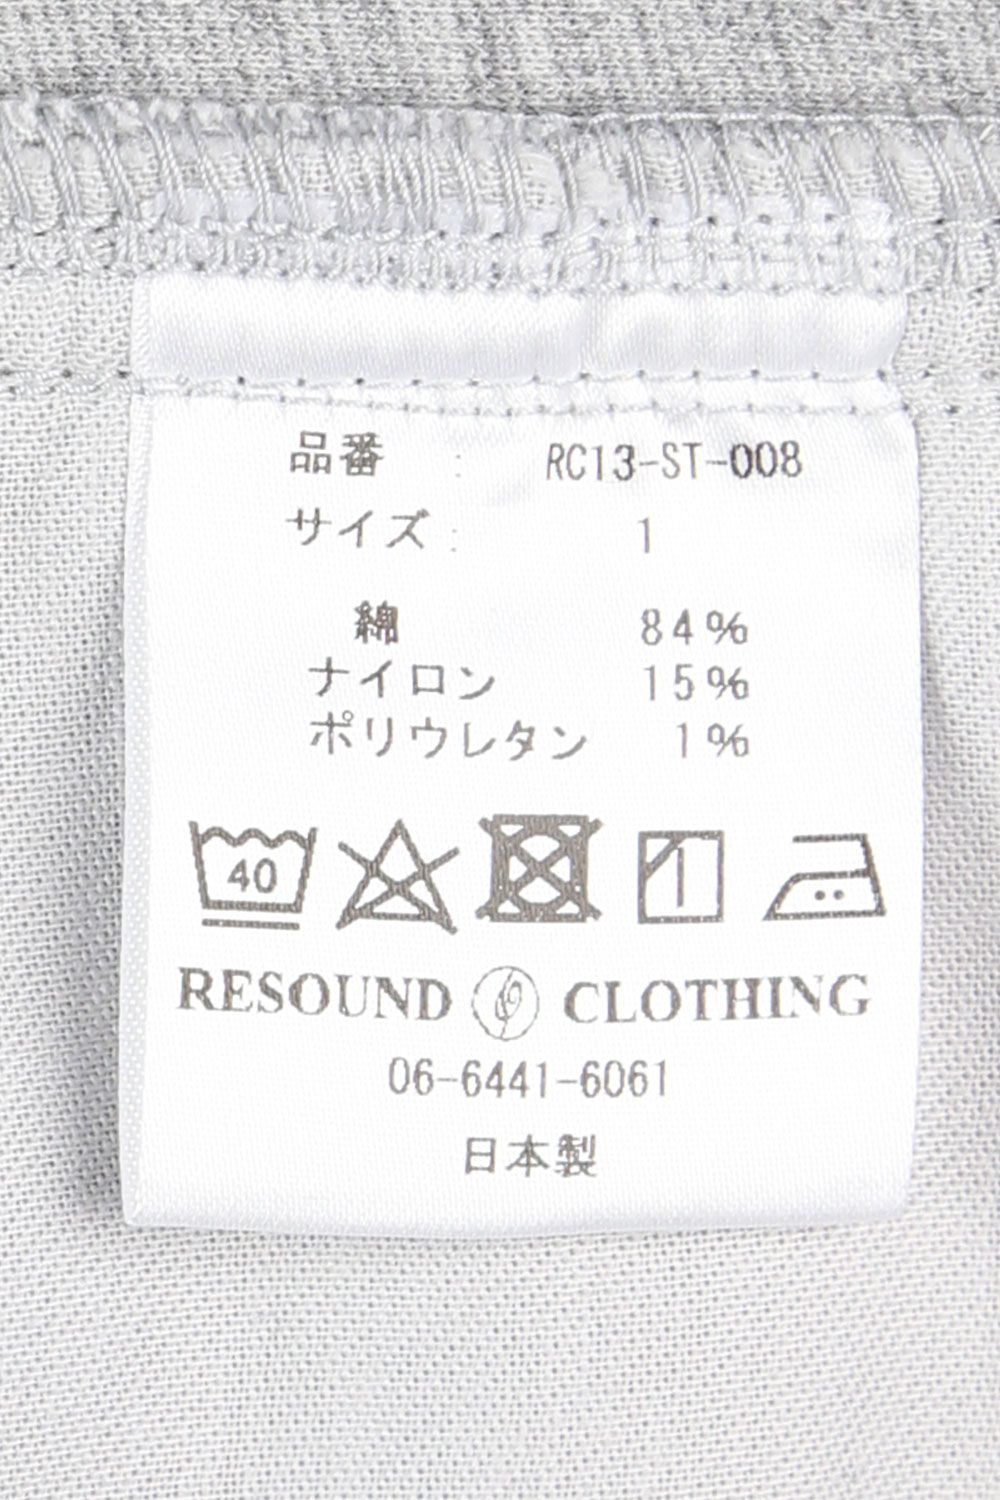 品番 : RC13-ST-008
サイズ : 1
綿 84%
ナイロン 15%
ポリウレタン 1%
40
RESOUND CLOTHING
06-6441-6061
日本製